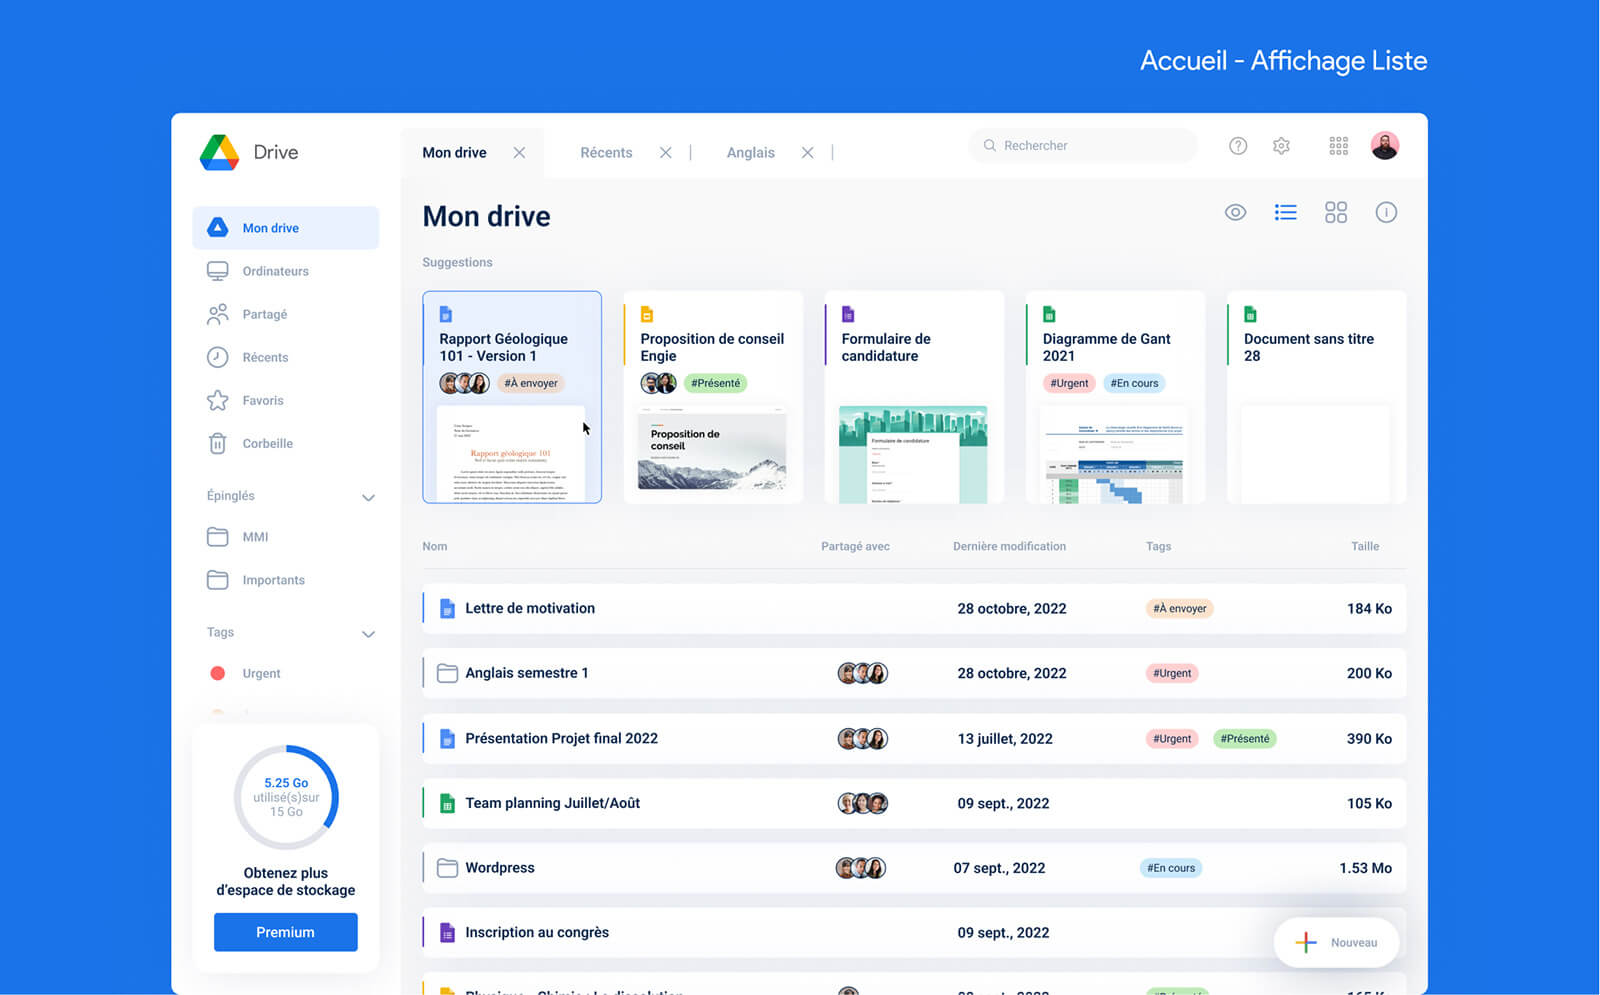 Accueil - Affichage Liste
Drive
Mon drive
Récents
Anglais
Rechercher
Mon drive
Ordinateurs
Partagé
Récents
Favoris
Corbeille
Épinglés
MMI
Importants
Tags
Urgent
5.25 Go
utilisé(s)sur
15 Go
Obtenez plus
d'espace de stockage
Premium
Mon drive
Suggestions
Rapport Géologique
101 - Version 1
#À envoyer
Rapport géologique 101
Proposition de conseil
Engie
#Présenté
Proposition de
conseil
Formulaire de
candidature
Formulaire de candidature
Diagramme de Gant
2021
#Urgent #En cours
Document sans titre
28
Nom Partagé avec Dernière modification Tags Taille
Lettre de motivation 28 octobre, 2022 #À envoyer 184 Ko
Anglais semestre 1 28 octobre, 2022 #Urgent 200 Ko
Présentation Projet final 2022 13 juillet, 2022 #Urgent #Présenté 390 Ko
Team planning Juillet/Août 09 sept., 2022 105 Ko
Wordpress 07 sept., 2022 #En cours 1.53 Mo
Inscription au congrès 09 sept., 2022
Nouveau